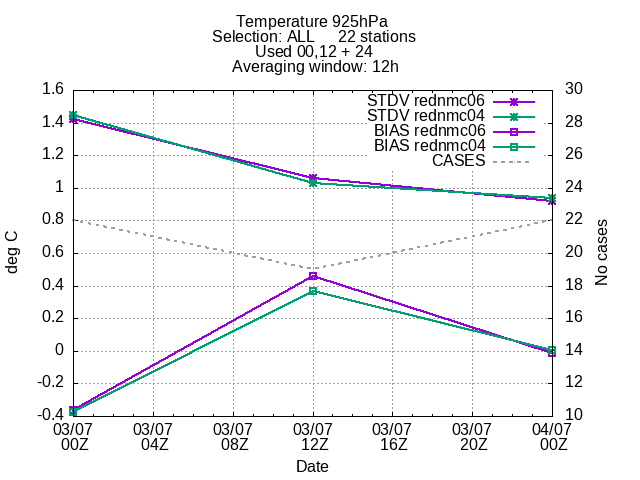 Temperature 925hPa
Selection: ALL 22 stations
Used 00,12 + 24
Averaging window: 12h
STDV rednmc06
STDV rednmc04
BIAS rednmc06
BIAS rednmc04
CASES
1.6
1.4
1.2
1
0.8
0.6
0.4
0.2
0
-0.2
-0.4
deg C
30
28
26
24
22
20
18
16
14
12
10
No cases
03/07 03/07 03/07 03/07 03/07 03/07 04/07
00Z 04Z 08Z 12Z 16Z 20Z 00Z
Date